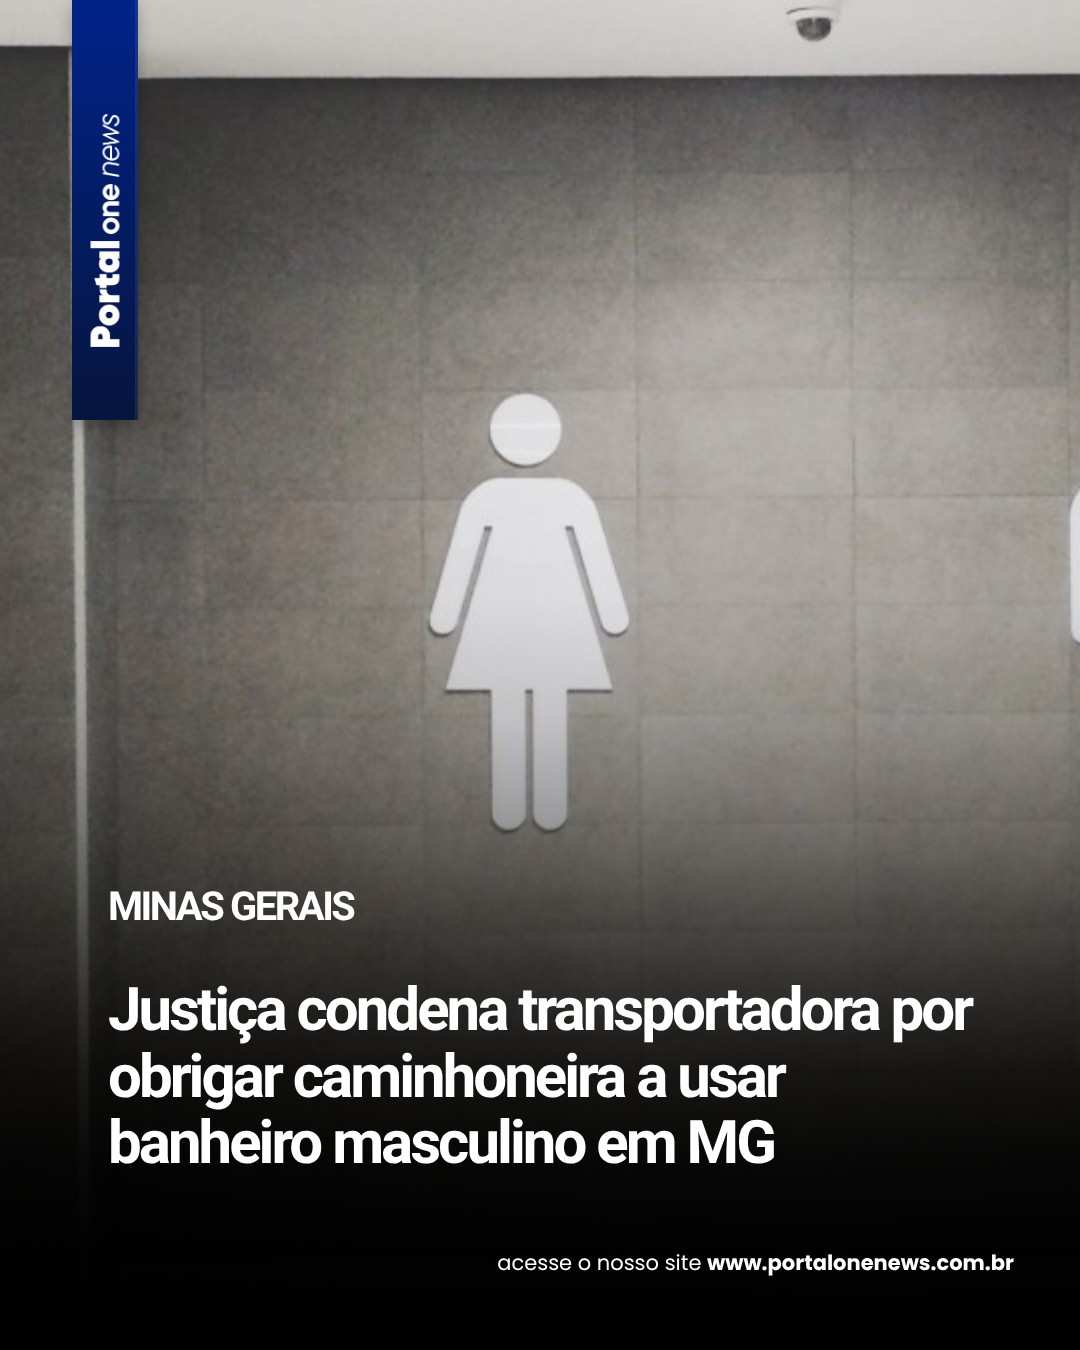 Portal one news
MINAS GERAIS
Justiça condena transportadora por
obrigar caminhoneira a usar
banheiro masculino em MG
acesse o nosso site www.portalonenews.com.br